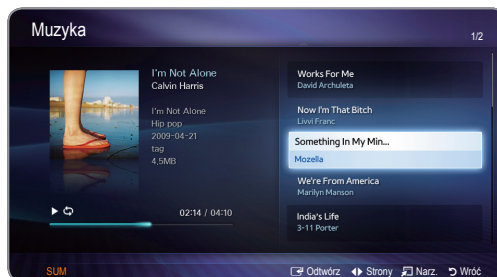 Muzyka
1/2
I'm Not Alone
Calvin Harris
I'm Not Alone
Hip pop
2009-04-21
tag
4,5MB
02:14 / 04:10
Works For Me
David Archuleta
Now I'm That Bitch
Livvi Franc
Something In My Min...
Mozella
We're From America
Marilyn Manson
India's Life
3-11 Porter
SUM
Odtwórz Strony Narz. Wróć